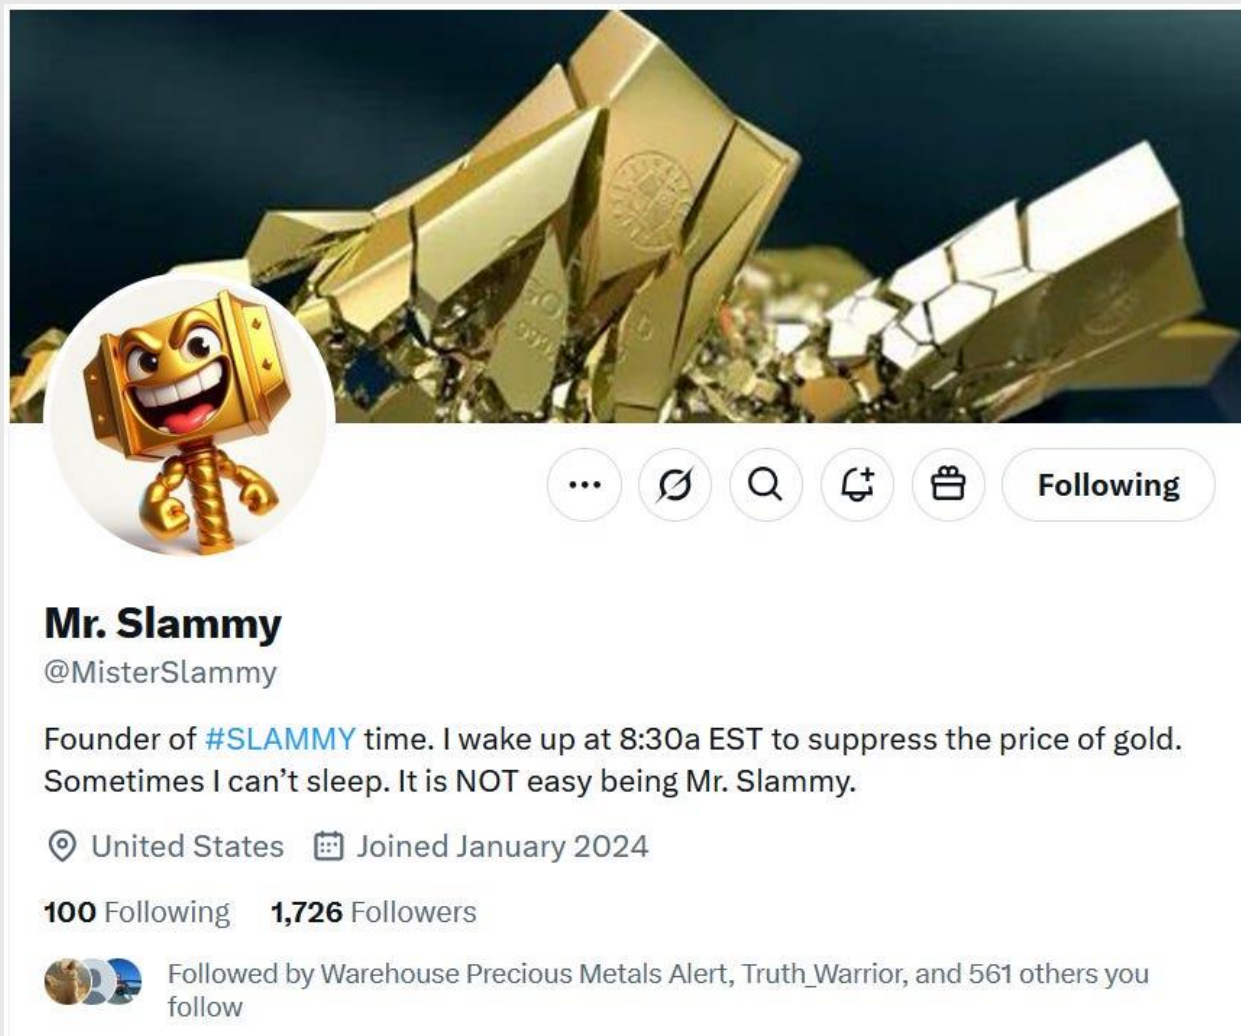 Following
Mr. Slammy
@MisterSlammy
Founder of #SLAMMY time. I wake up at 8:30a EST to suppress the price of gold.
Sometimes I can’t sleep. It is NOT easy being Mr. Slammy.
United States Joined January 2024
100 Following 1,726 Followers
Followed by Warehouse Precious Metals Alert, Truth_Warrior, and 561 others you
follow